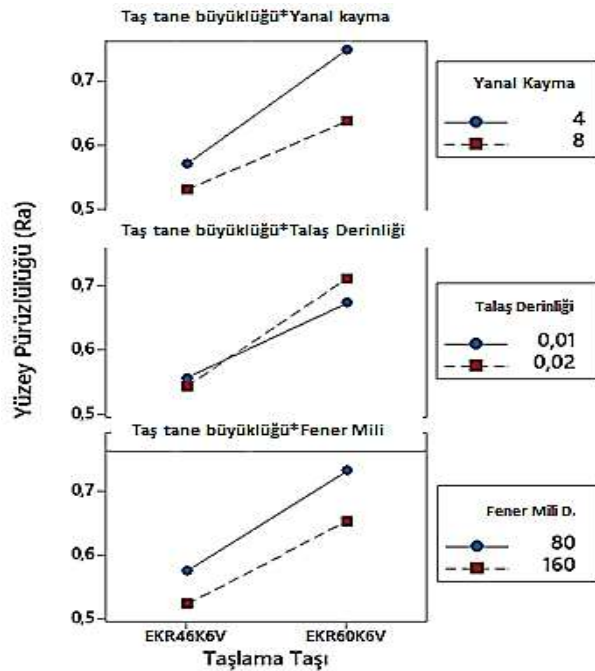 Taş tane büyüklüğü*Yanal kayma
0,7
0,6
0,5
Yanal Kayma
4
8
Taş tane büyüklüğü*Talaş Derinliği
0,7
0,6
0,5
Talaş Derinliği
0,01
0,02
Taş tane büyüklüğü*Fener Mili
0,7
0,6
0,5
Fener Mili D.
80
160
Yüzey Pürüzlülüğü (Ra)
EKR46K6V EKR60K6V
Taşlama Taşı